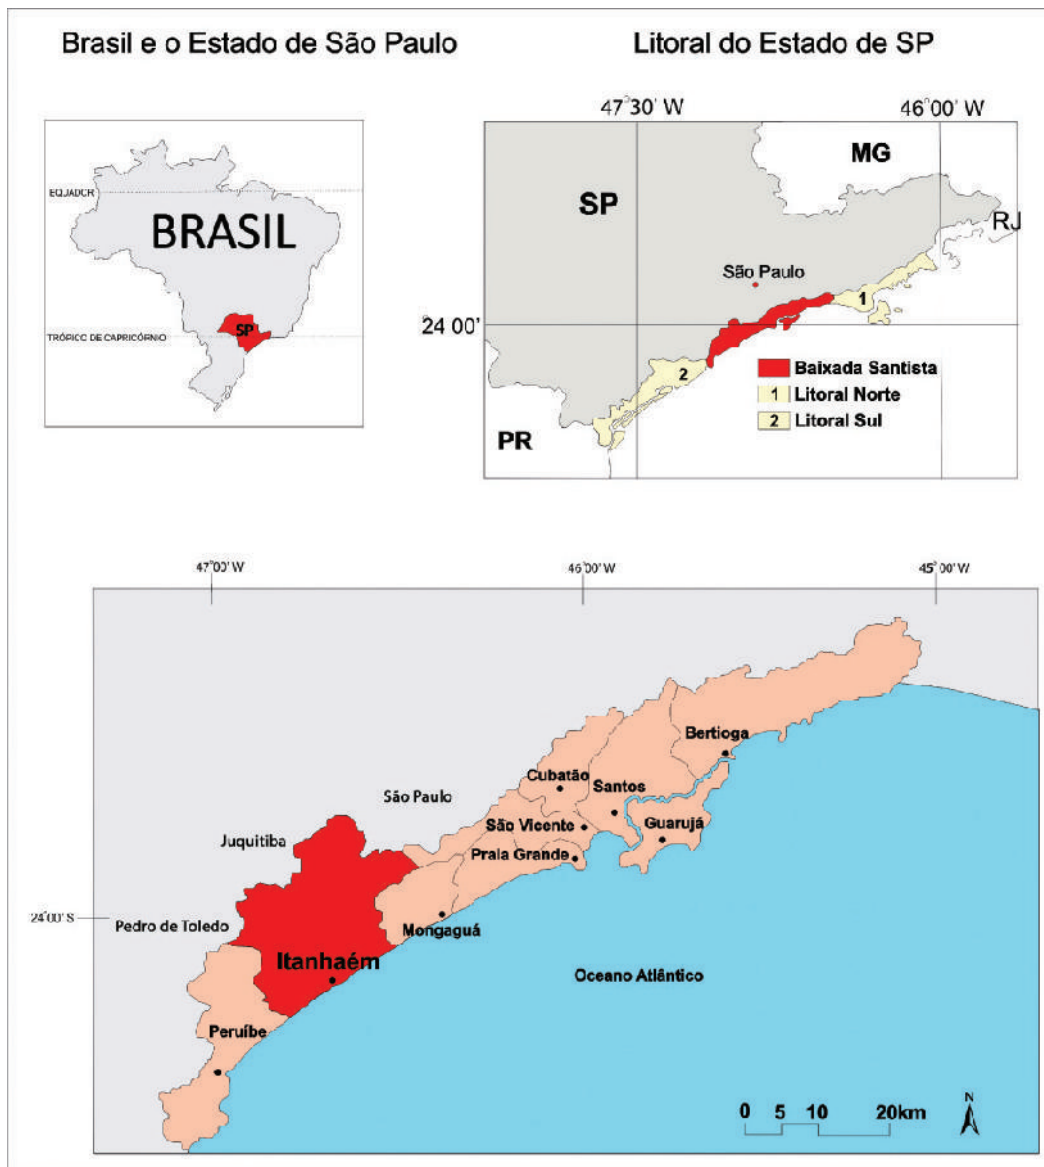 Brasil e o Estado de São Paulo
Litoral do Estado de SP
EQUADOR
BRASIL
SP
TRÓPICO DE CAPRICÓRNIO
47°30' W
46°00' W
MG
SP
RJ
São Paulo
1
24°00'
2
PR
Baixada Santista
1 Litoral Norte
2 Litoral Sul
47°00' W
46°00' W
45°00' W
Bertioga
Cubatão
Santos
São Paulo
São Vicente
Guarujá
Juquitiba
Praia Grande
24°00' S
Pedro de Toledo
Mongaguá
Itanhaém
Oceano Atlântico
Peruíbe
0 5 10 20km
N